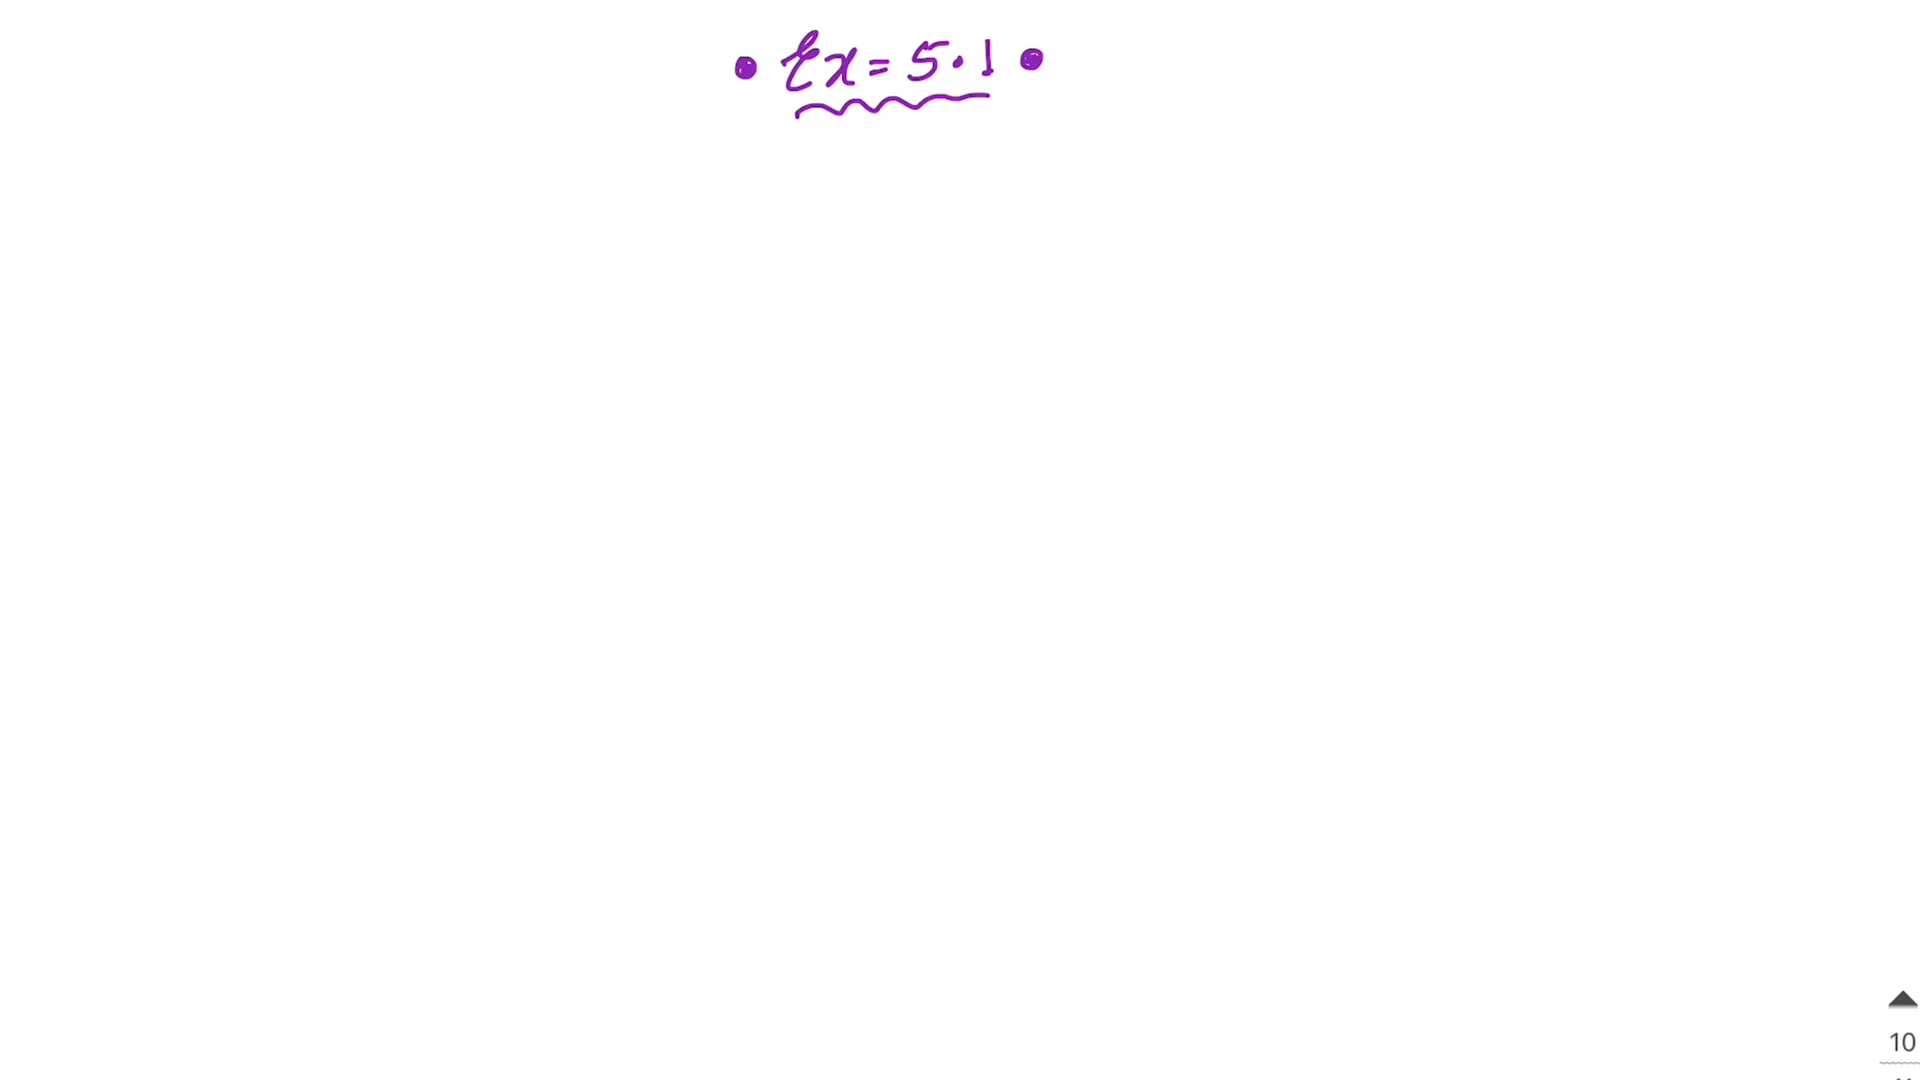 • Ex = 5.1 •
10